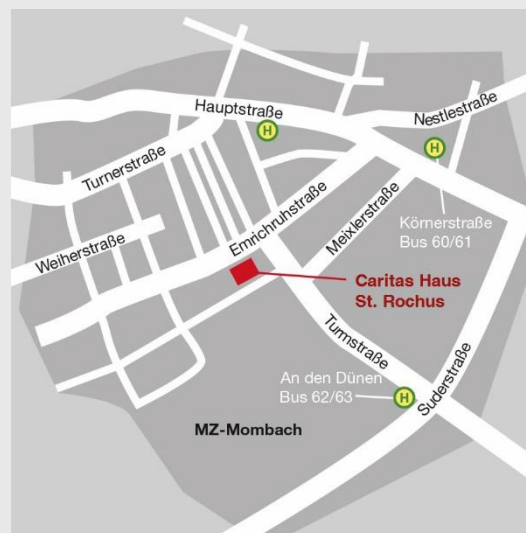 Hauptstraße
Nestlestraße
H
H
Turnerstraße
Körnerstraße
Bus 60/61
Emrichruhstraße
Meixlerstraße
Weiherstraße
Caritas Haus
St. Rochus
Turmstraße
An den Dünen
Bus 62/63
H
Suderstraße
MZ-Mombach